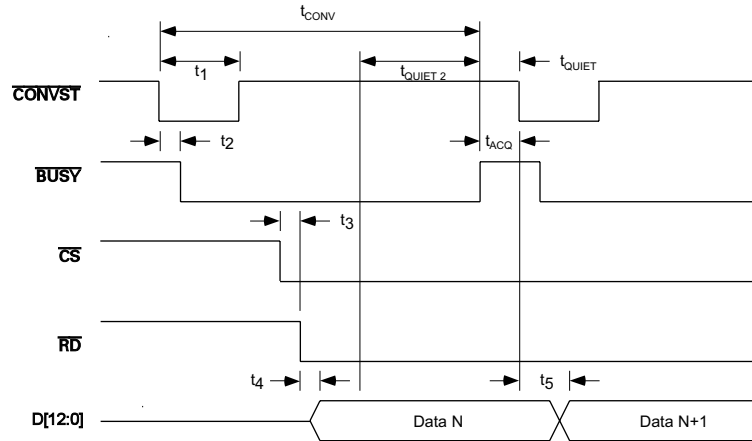 tCONV
t1
tQUIET 2
tQUIET
CONVST
t2
tACQ
BUSY
t3
CS
RD
t4
t5
D[12:0]
Data N
Data N+1